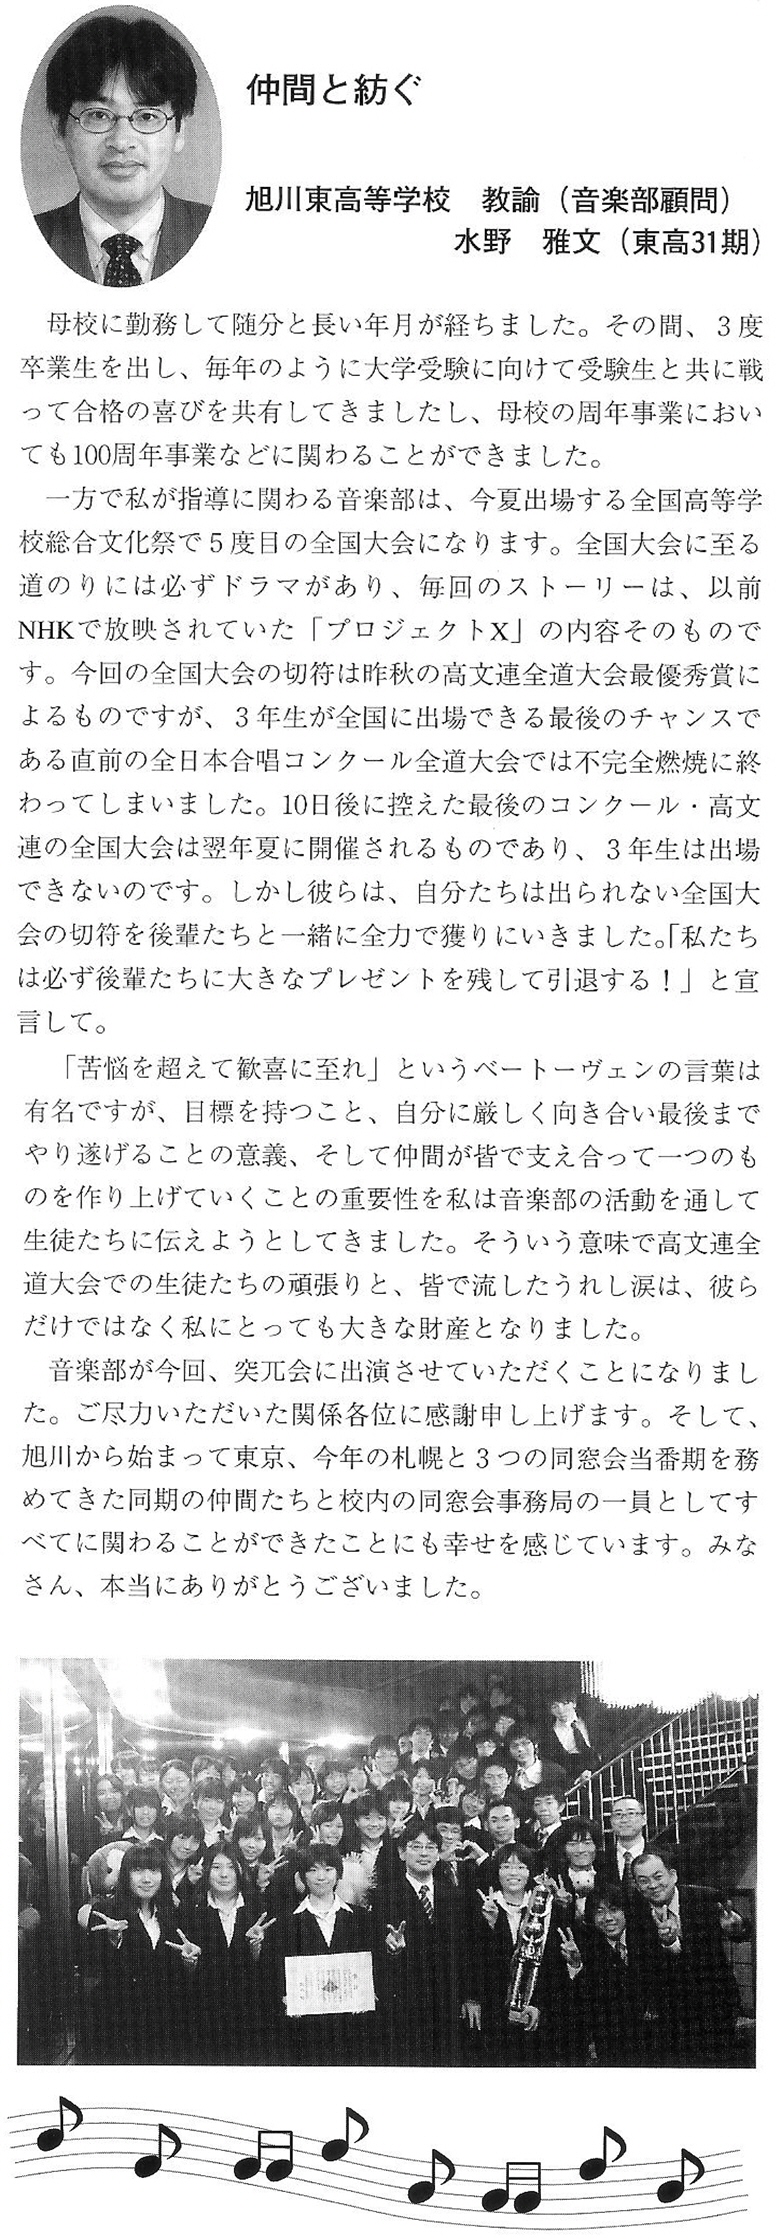 仲間と紡ぐ
旭川東高等学校　教諭（音楽部顧問）
水野　雅文（東高31期）
母校に勤務して随分と長い年月が経ちました。その間、３度
卒業生を出し、毎年のように大学受験に向けて受験生と共に戦
って合格の喜びを共有してきましたし、母校の周年事業におい
ても100周年事業などに関わることができました。
一方で私が指導に関わる音楽部は、今夏出場する全国高等学
校総合文化祭で５度目の全国大会になります。全国大会に至る
道のりには必ずドラマがあり、毎回のストーリーは、以前
NHKで放映されていた「プロジェクトX」の内容そのもので
す。今回の全国大会の切符は昨秋の高文連全道大会最優秀賞に
よるものですが、３年生が全国に出場できる最後のチャンスで
ある直前の全日本合唱コンクール全道大会では不完全燃焼に終
わってしまいました。10日後に控えた最後のコンクール・高文
連の全国大会は翌年夏に開催されるものであり、３年生は出場
できないのです。しかし彼らは、自分たちは出られない全国大
会の切符を後輩たちと一緒に全力で獲りにいきました。「私たち
は必ず後輩たちに大きなプレゼントを残して引退する！」と宣
言して。
「苦悩を超えて歓喜に至れ」というベートーヴェンの言葉は
有名ですが、目標を持つこと、自分に厳しく向き合い最後まで
やり遂げることの意義、そして仲間が皆で支え合って一つのも
のを作り上げていくことの重要性を私は音楽部の活動を通して
生徒たちに伝えようとしてきました。そういう意味で高文連全
道大会での生徒たちの頑張りと、皆で流したうれし涙は、彼ら
だけではなく私にとっても大きな財産となりました。
音楽部が今回、突兀会に出演させていただくことになりまし
た。ご尽力いただいた関係各位に感謝申し上げます。そして、
旭川から始まって東京、今年の札幌と３つの同窓会当番期を務
めてきた同期の仲間たちと校内の同窓会事務局の一員としてす
べてに関わることができたことにも幸せを感じています。みな
さん、本当にありがとうございました。